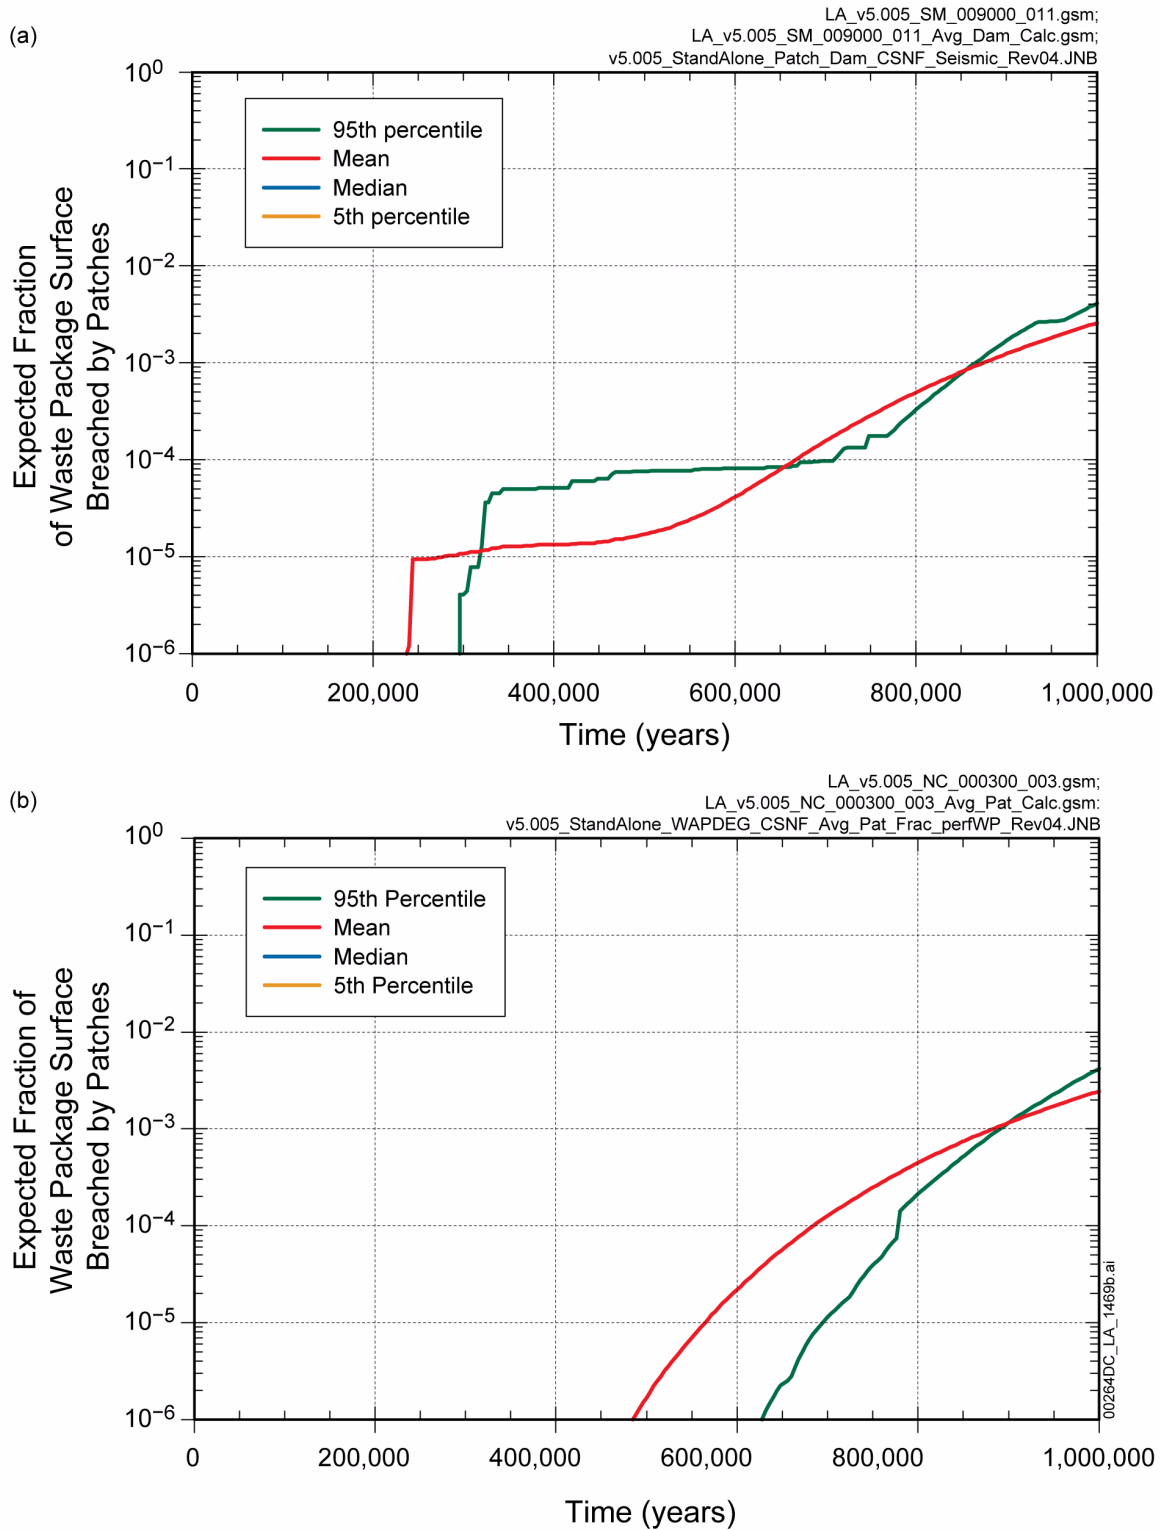 (a)
LA_v5.005_SM_009000_011.gsm;
LA_v5.005_SM_009000_011_Avg_Dam_Calc.gsm;
v5.005_StandAlone_Patch_Dam_CSNF_Seismic_Rev04.JNB
95th percentile
Mean
Median
5th percentile
10⁰
10⁻¹
10⁻²
10⁻³
10⁻⁴
10⁻⁵
10⁻⁶
Expected Fraction
of Waste Package Surface
Breached by Patches
0 200,000 400,000 600,000 800,000 1,000,000
Time (years)
(b)
LA_v5.005_NC_000300_003.gsm;
LA_v5.005_NC_000300_003_Avg_Pat_Calc.gsm:
v5.005_StandAlone_WAPDEG_CSNF_Avg_Pat_Frac_perfWP_Rev04.JNB
95th Percentile
Mean
Median
5th Percentile
10⁰
10⁻¹
10⁻²
10⁻³
10⁻⁴
10⁻⁵
10⁻⁶
Expected Fraction of
Waste Package Surface
Breached by Patches
0 200,000 400,000 600,000 800,000 1,000,000
Time (years)
00264DC_LA_1469b.ai